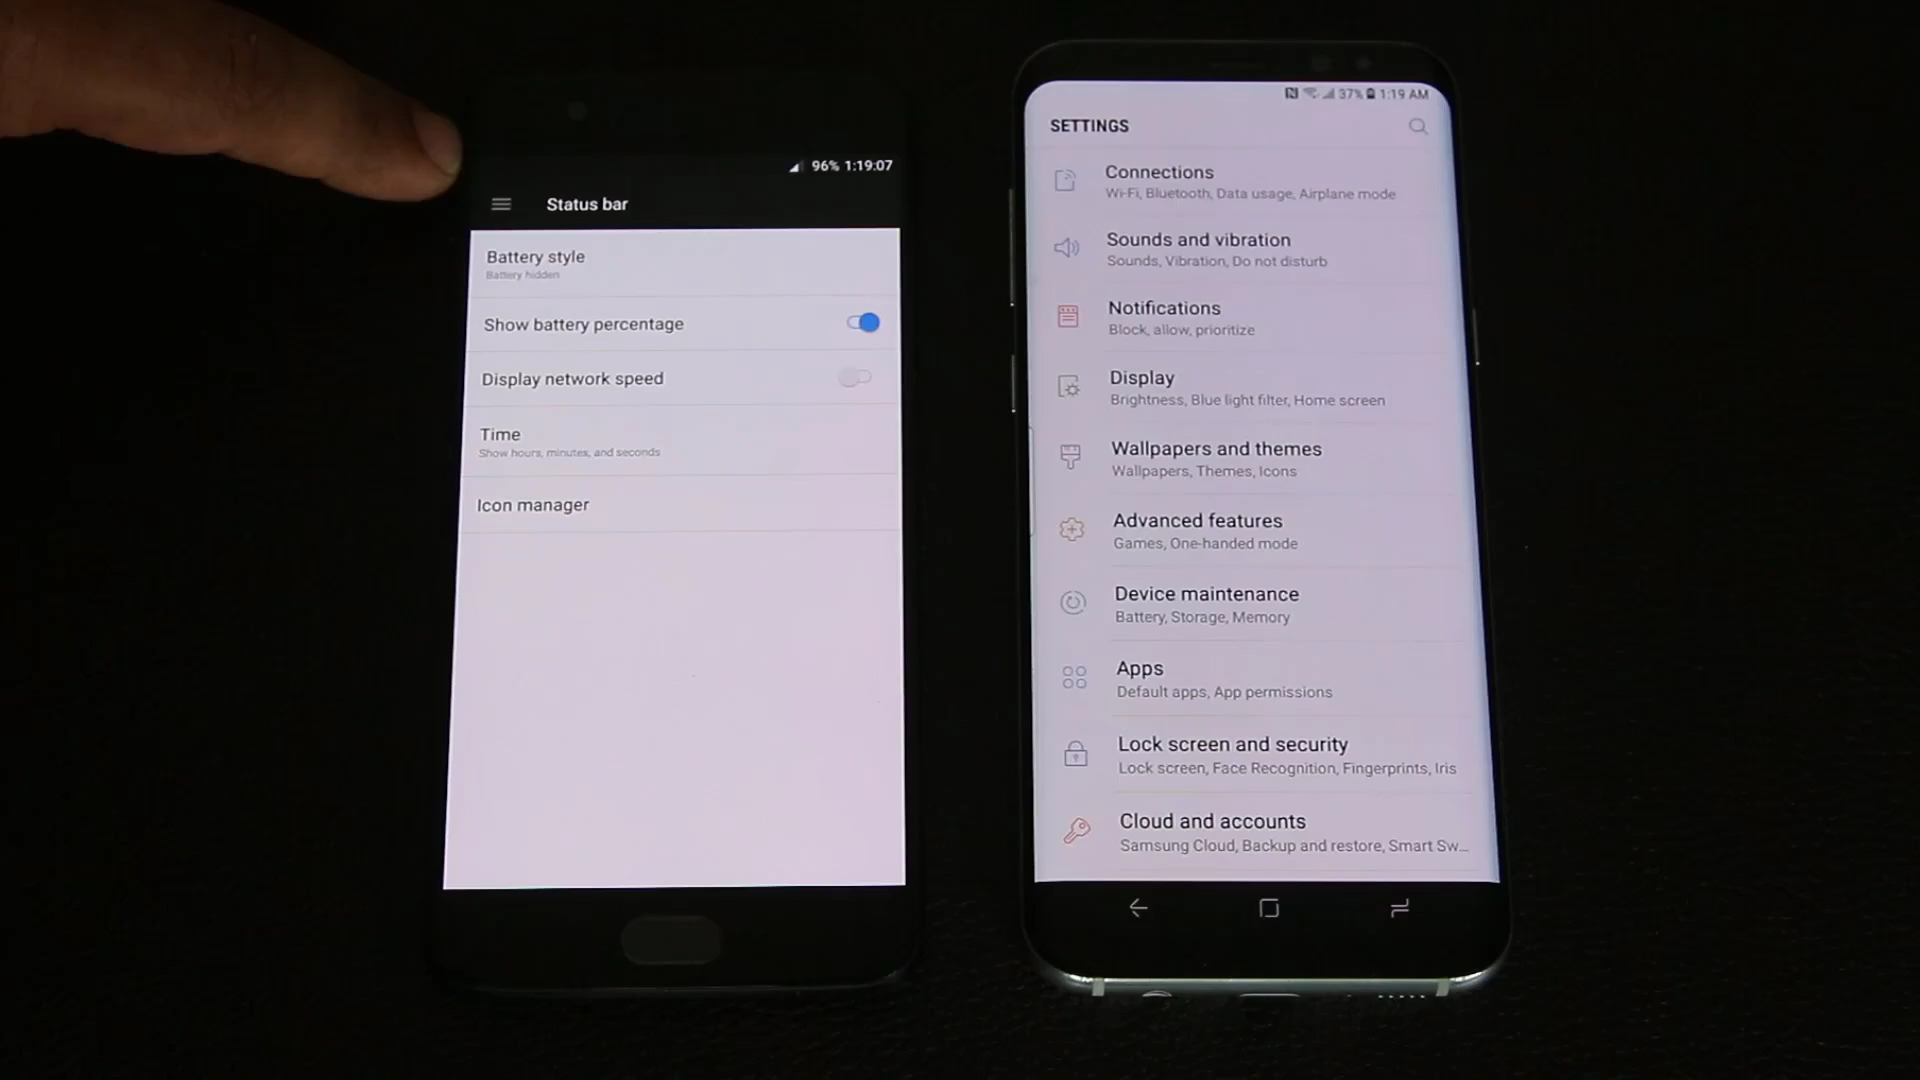 96% 1:19:07
Status bar
Battery style
Battery hidden
Show battery percentage
Display network speed
Time
Show hours, minutes, and seconds
Icon manager
37% 1:19 AM
SETTINGS
Connections
Wi-Fi, Bluetooth, Data usage, Airplane mode
Sounds and vibration
Sounds, Vibration, Do not disturb
Notifications
Block, allow, prioritize
Display
Brightness, Blue light filter, Home screen
Wallpapers and themes
Wallpapers, Themes, Icons
Advanced features
Games, One-handed mode
Device maintenance
Battery, Storage, Memory
Apps
Default apps, App permissions
Lock screen and security
Lock screen, Face Recognition, Fingerprints, Iris
Cloud and accounts
Samsung Cloud, Backup and restore, Smart Sw...